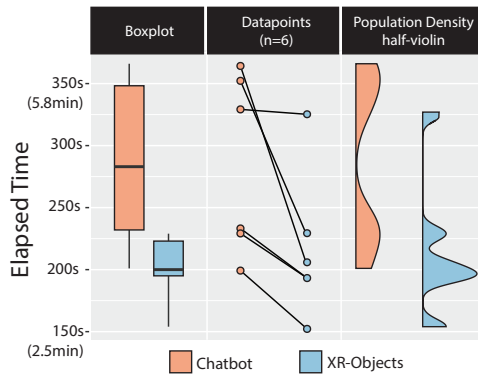 Boxplot
Datapoints
(n=6)
Population Density
half-violin
Elapsed Time
350s-
(5.8min)
300s-
250s-
200s-
150s-
(2.5min)
Chatbot
XR-Objects